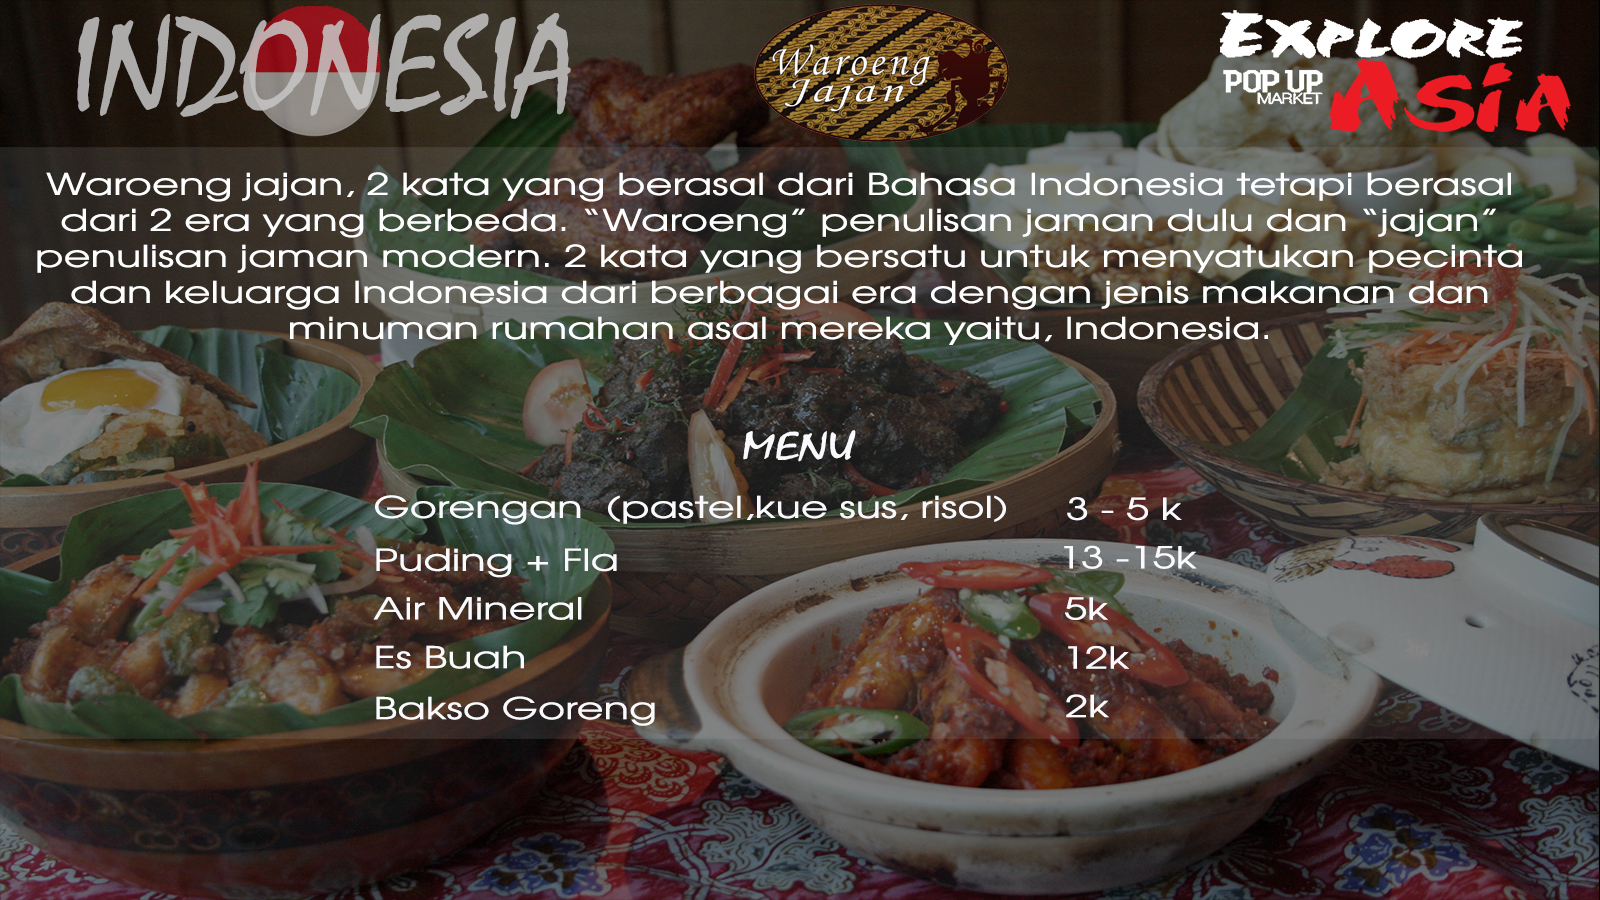 INDONESIA
Waroeng
Jajan
EXPLORE
POP UP
MARKET
ASIA
Waroeng jajan, 2 kata yang berasal dari Bahasa Indonesia tetapi berasal
dari 2 era yang berbeda. “Waroeng” penulisan jaman dulu dan “jajan”
penulisan jaman modern. 2 kata yang bersatu untuk menyatukan pecinta
dan keluarga Indonesia dari berbagai era dengan jenis makanan dan
minuman rumahan asal mereka yaitu, Indonesia.
MENU
Gorengan (pastel,kue sus, risol) 3 - 5 k
Puding + Fla 13 -15k
Air Mineral 5k
Es Buah 12k
Bakso Goreng 2k